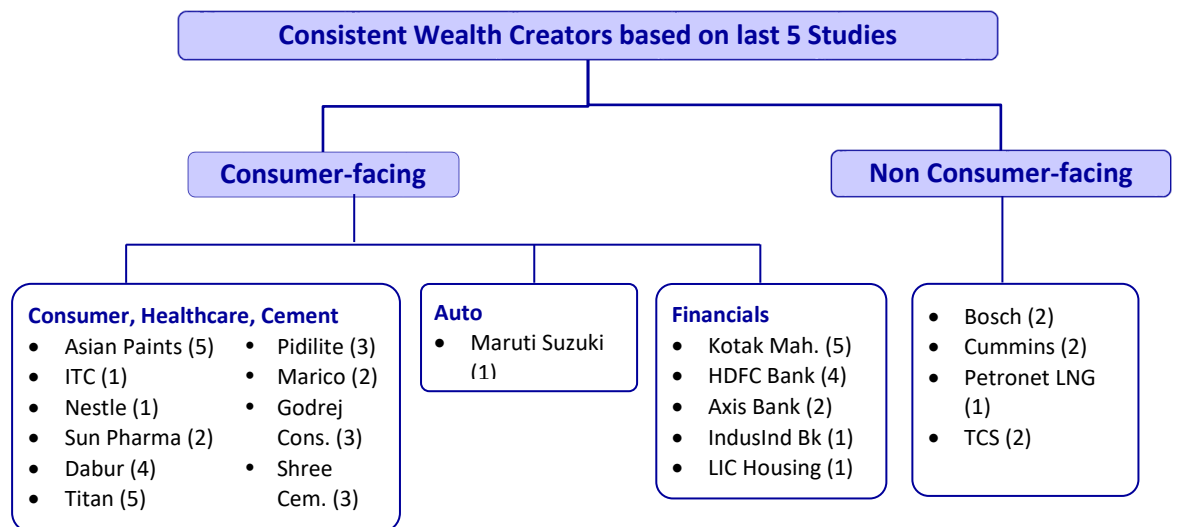 Consistent Wealth Creators based on last 5 Studies
Consumer-facing
Non Consumer-facing
Consumer, Healthcare, Cement
• Asian Paints (5)
• ITC (1)
• Nestle (1)
• Sun Pharma (2)
• Dabur (4)
• Titan (5)
• Pidilite (3)
• Marico (2)
• Godrej
Cons. (3)
• Shree
Cem. (3)
Auto
• Maruti Suzuki
(1)
Financials
• Kotak Mah. (5)
• HDFC Bank (4)
• Axis Bank (2)
• IndusInd Bk (1)
• LIC Housing (1)
• Bosch (2)
• Cummins (2)
• Petronet LNG
(1)
• TCS (2)